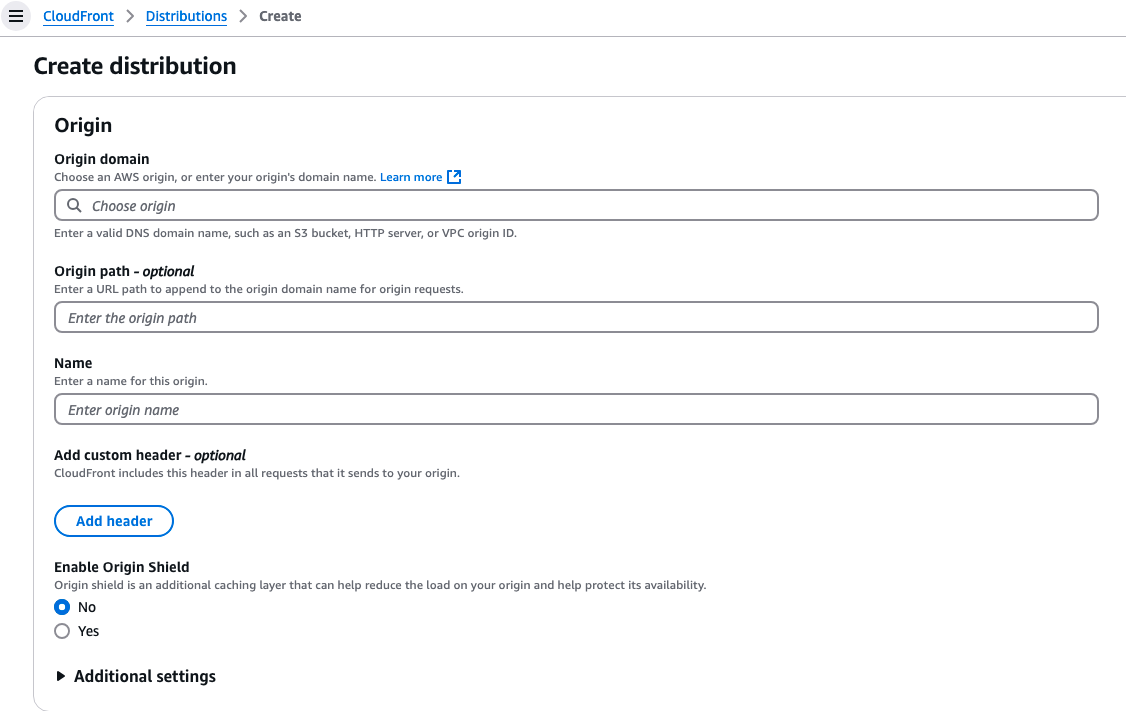 CloudFront > Distributions > Create
Create distribution
Origin
Origin domain
Choose an AWS origin, or enter your origin's domain name. Learn more
Choose origin
Enter a valid DNS domain name, such as an S3 bucket, HTTP server, or VPC origin ID.
Origin path - optional
Enter a URL path to append to the origin domain name for origin requests.
Enter the origin path
Name
Enter a name for this origin.
Enter origin name
Add custom header - optional
CloudFront includes this header in all requests that it sends to your origin.
Add header
Enable Origin Shield
Origin shield is an additional caching layer that can help reduce the load on your origin and help protect its availability.
No
Yes
Additional settings